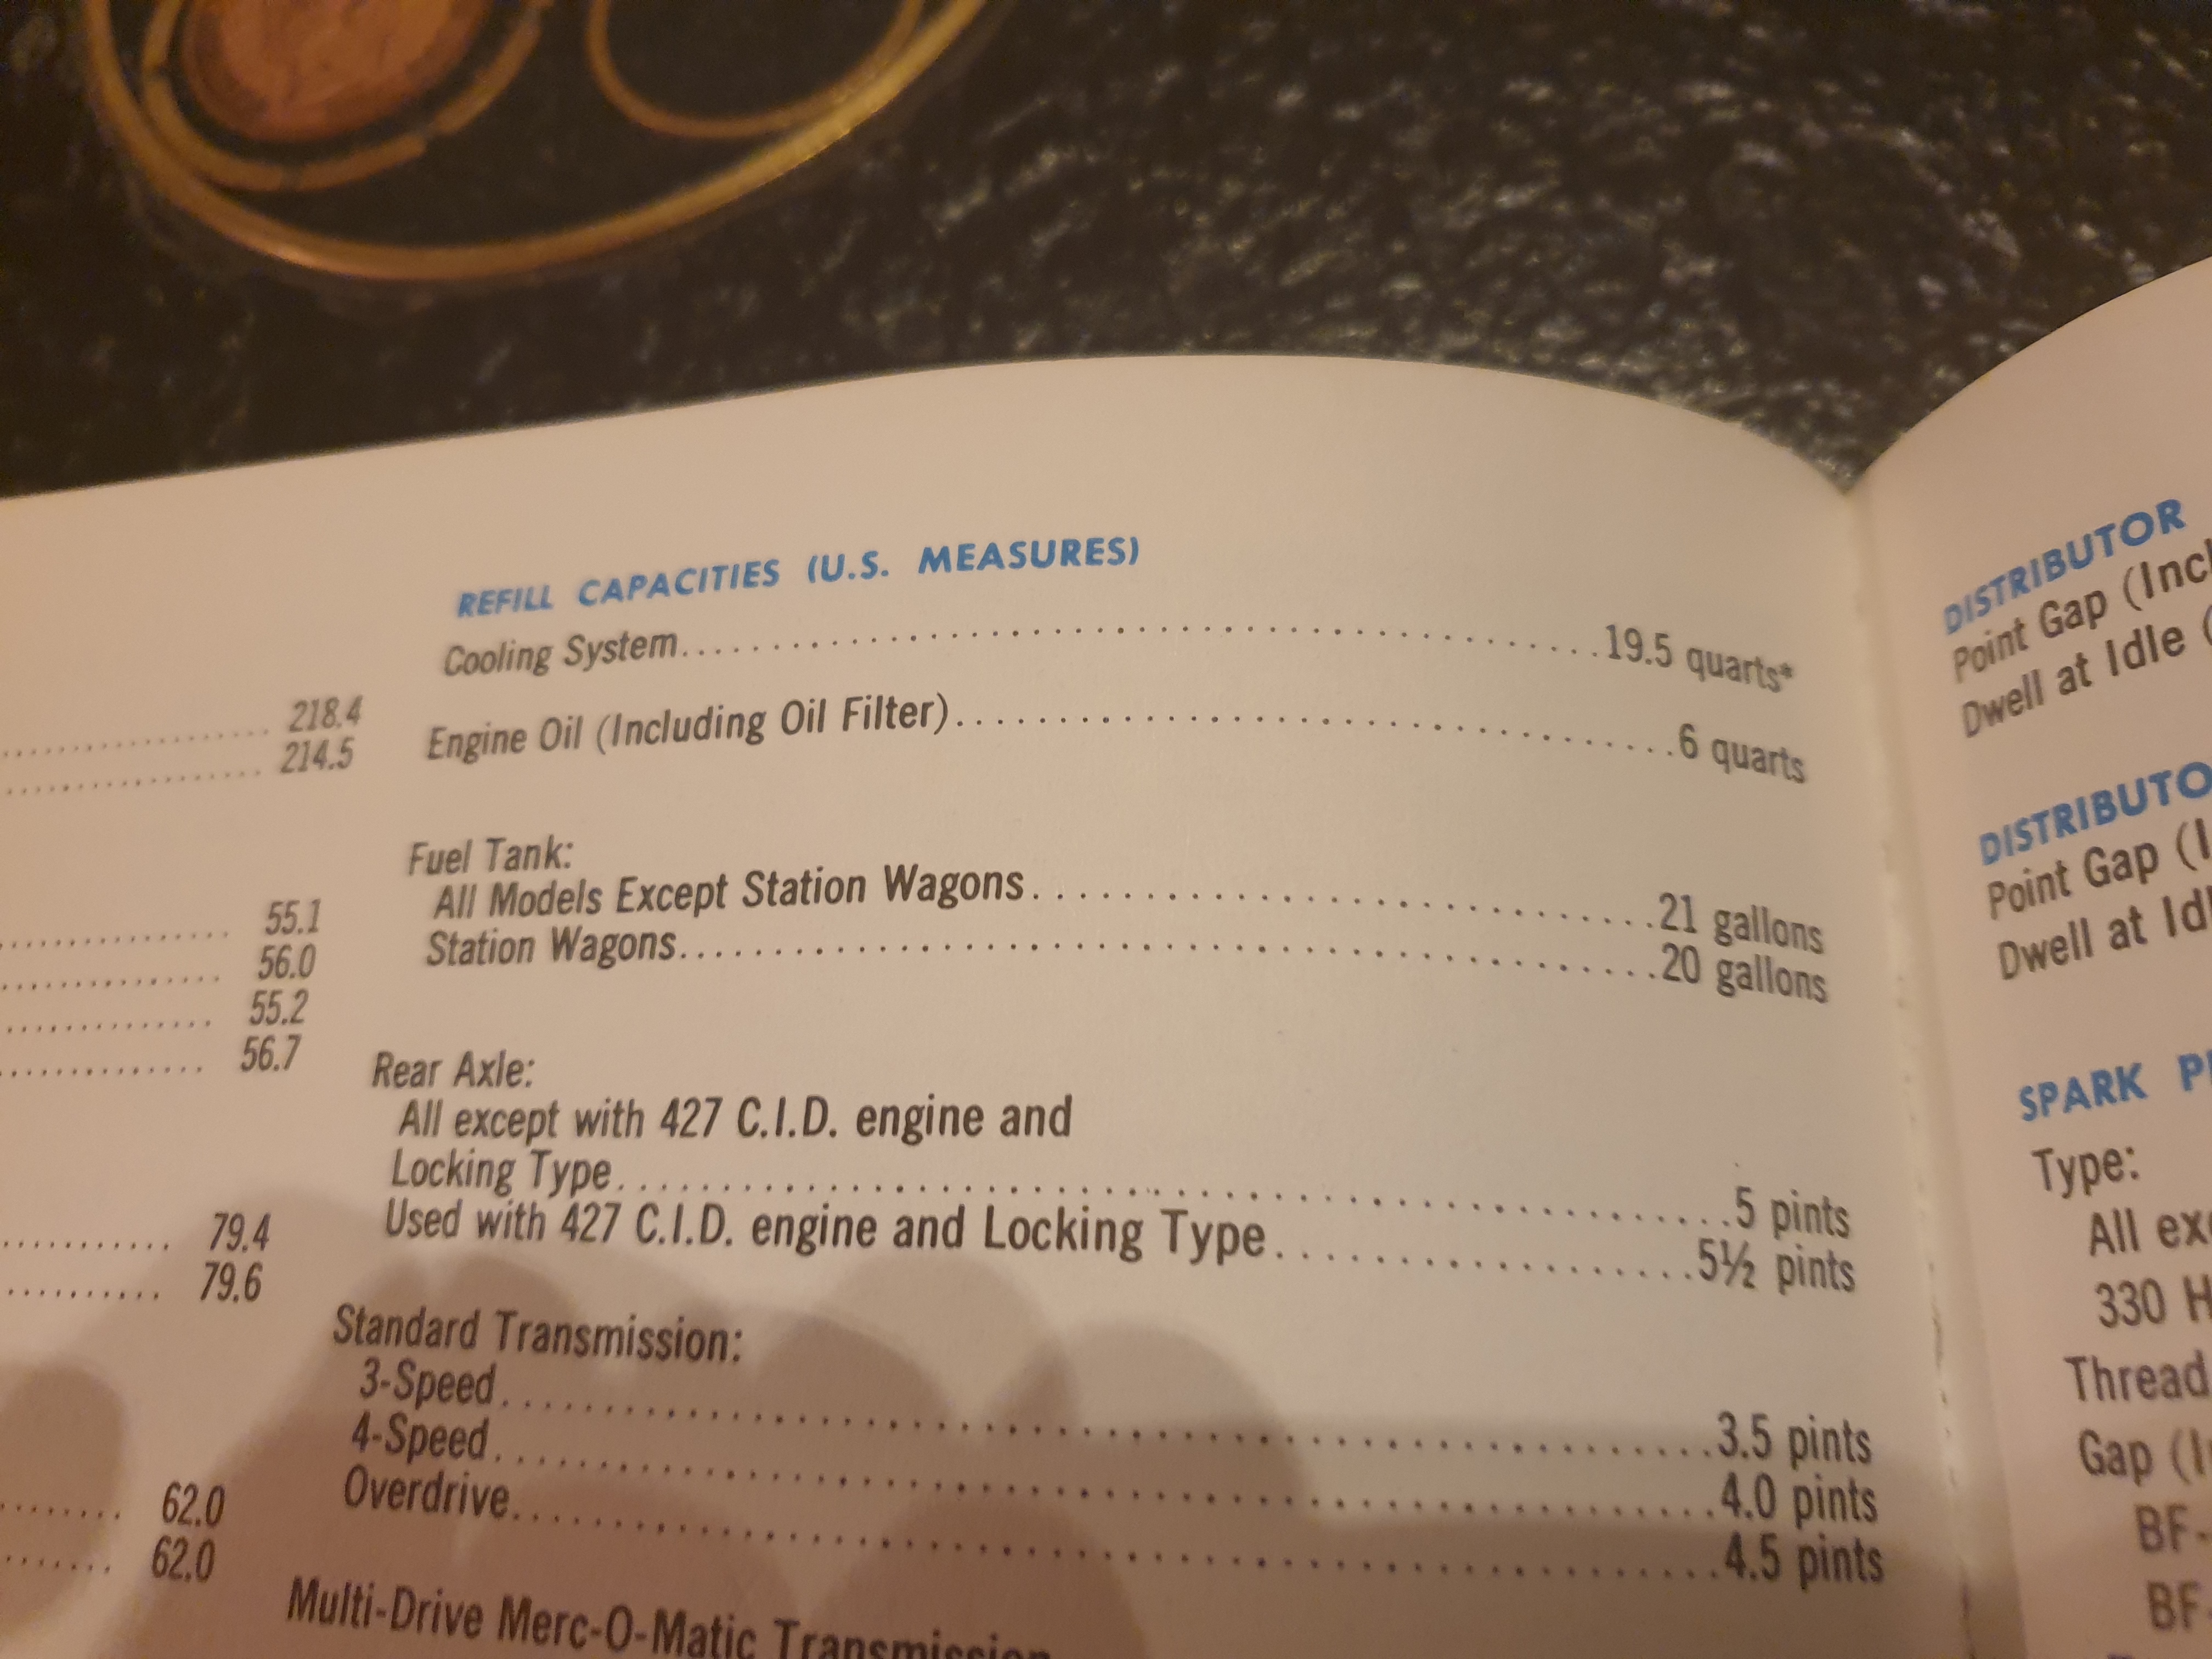 218.4
214.5
55.1
56.0
55.2
56.7
79.4
79.6
62.0
62.0
REFILL CAPACITIES (U.S. MEASURES)
Cooling System........19.5 quarts*
Engine Oil (Including Oil Filter)........6 quarts
Fuel Tank:
All Models Except Station Wagons........21 gallons
Station Wagons........20 gallons
Rear Axle:
All except with 427 C.I.D. engine and
Locking Type........5 pints
Used with 427 C.I.D. engine and Locking Type........5½ pints
Standard Transmission:
3-Speed........3.5 pints
4-Speed........4.0 pints
Overdrive........4.5 pints
Multi-Drive Merc-O-Matic Transmission
DISTRIBUTOR
Point Gap (Incl
Dwell at Idle (
DISTRIBUTO
Point Gap (I
Dwell at Idl
SPARK PL
Type:
All exc
330 H
Thread
Gap (I
BF-
BF-